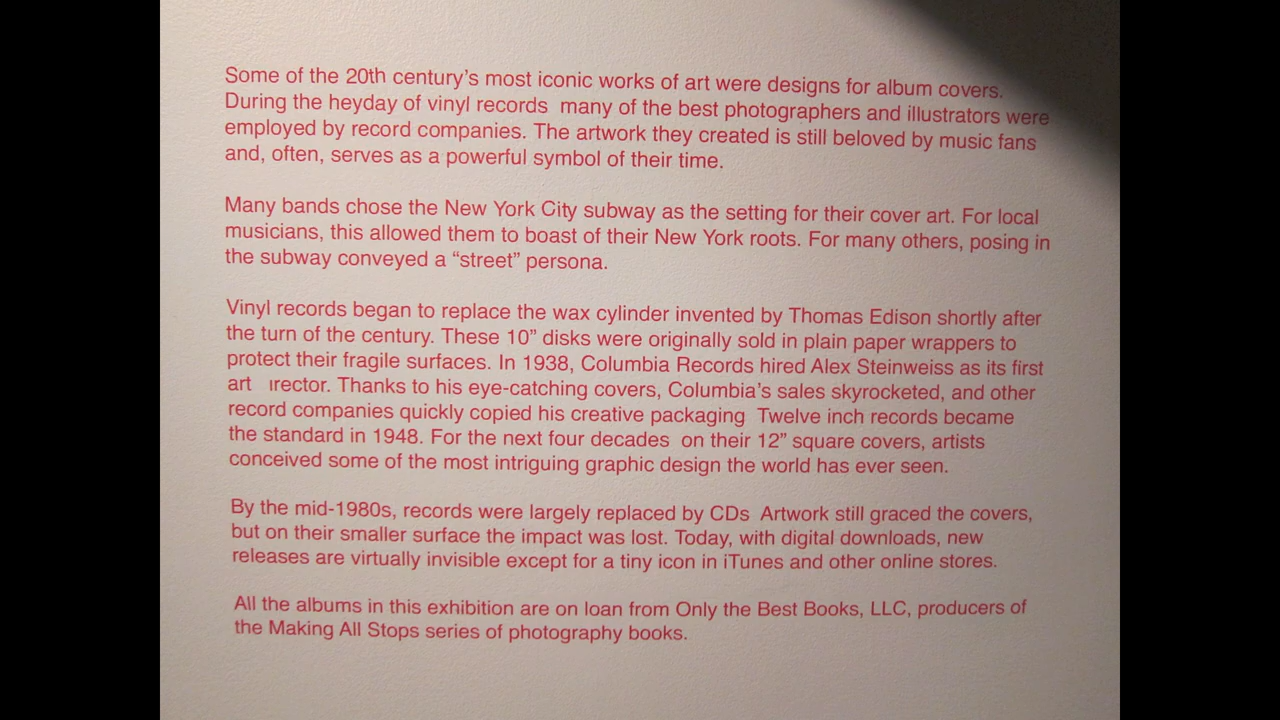 Some of the 20th century's most iconic works of art were designs for album covers.
During the heyday of vinyl records  many of the best photographers and illustrators were
employed by record companies. The artwork they created is still beloved by music fans
and, often, serves as a powerful symbol of their time.
Many bands chose the New York City subway as the setting for their cover art. For local
musicians, this allowed them to boast of their New York roots. For many others, posing in
the subway conveyed a “street” persona.
Vinyl records began to replace the wax cylinder invented by Thomas Edison shortly after
the turn of the century. These 10” disks were originally sold in plain paper wrappers to
protect their fragile surfaces. In 1938, Columbia Records hired Alex Steinweiss as its first
art irector. Thanks to his eye-catching covers, Columbia's sales skyrocketed, and other
record companies quickly copied his creative packaging  Twelve inch records became
the standard in 1948. For the next four decades  on their 12” square covers, artists
conceived some of the most intriguing graphic design the world has ever seen.
By the mid-1980s, records were largely replaced by CDs  Artwork still graced the covers,
but on their smaller surface the impact was lost. Today, with digital downloads, new
releases are virtually invisible except for a tiny icon in iTunes and other online stores.
All the albums in this exhibition are on loan from Only the Best Books, LLC, producers of
the Making All Stops series of photography books.